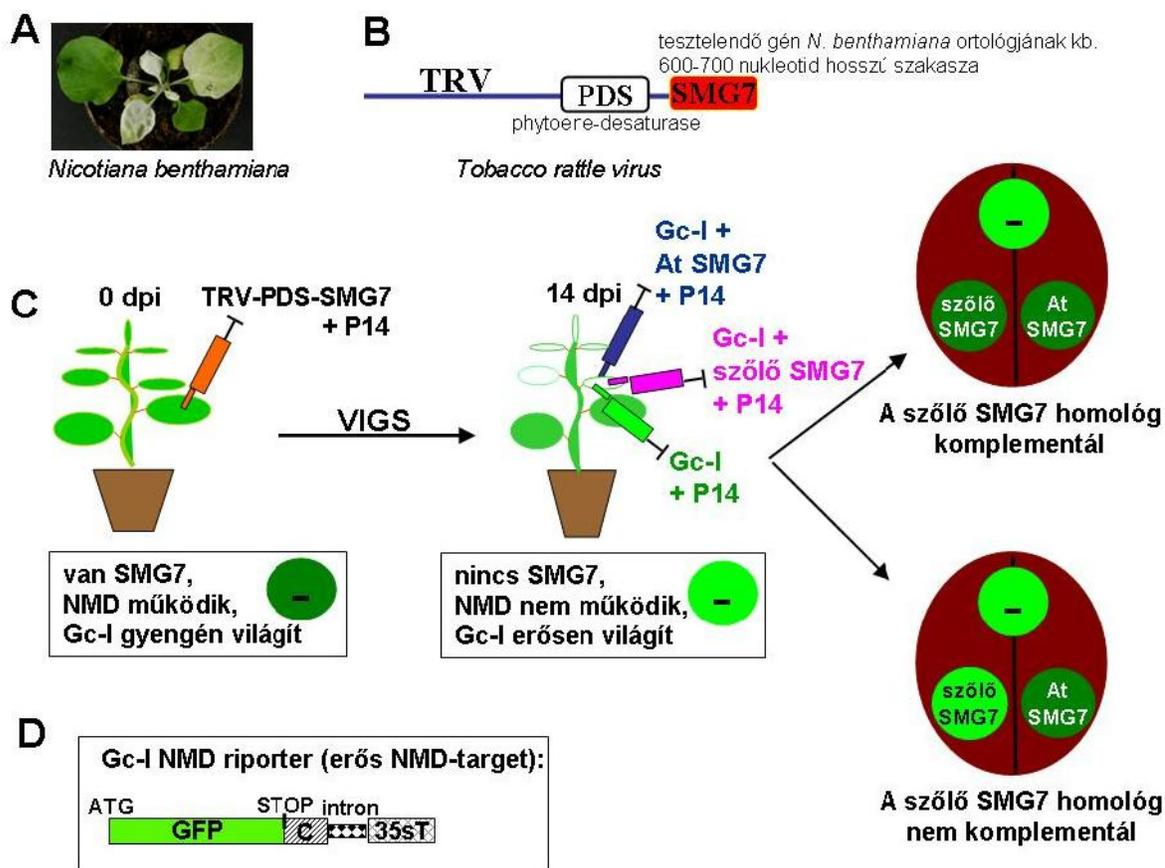 A
B
tesztelendő gén N. benthamiana ortológjának kb.
600-700 nukleotid hosszú szakasza
TRV
PDS
SMG7
phytoene-desaturase
Nicotiana benthamiana
Tobacco rattle virus
C
0 dpi
TRV-PDS-SMG7
+ P14
VIGS
14 dpi
Gc-I +
At SMG7
+ P14
Gc-I +
szőlő SMG7
+ P14
Gc-I
+ P14
-
szőlő
SMG7
At
SMG7
A szőlő SMG7 homológ
komplementál
van SMG7,
NMD működik,
Gc-I gyengén világít
-
nincs SMG7,
NMD nem működik,
Gc-I erősen világít
-
-
szőlő
SMG7
At
SMG7
A szőlő SMG7 homológ
nem komplementál
D
Gc-I NMD riporter (erős NMD-target):
ATG
STOP
intron
GFP
C
35sT